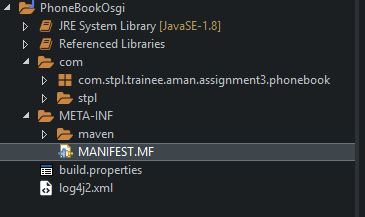 PhoneBookOsgi
JRE System Library [JavaSE-1.8]
Referenced Libraries
com
com.stpl.trainee.aman.assignment3.phonebook
stpl
META-INF
maven
MANIFEST.MF
build.properties
log4j2.xml